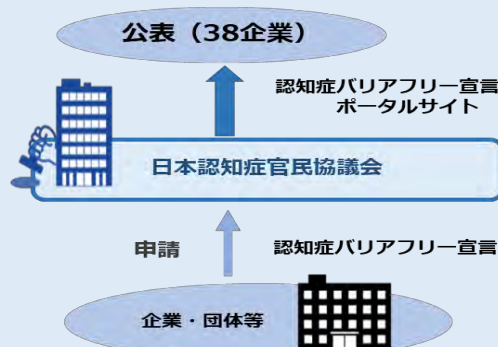 公表（38企業）
認知症バリアフリー宣言
ポータルサイト
日本認知症官民協議会
申請
認知症バリアフリー宣言
企業・団体等